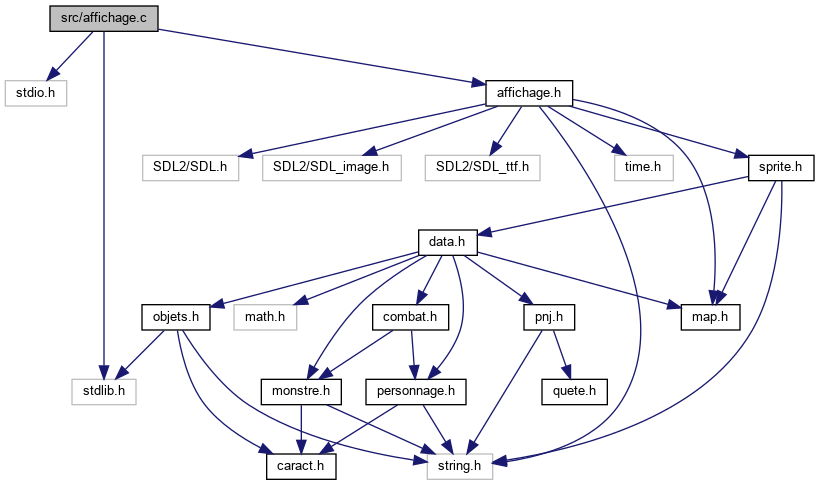 src/affichage.c
stdio.h
affichage.h
SDL2/SDL.h
SDL2/SDL_image.h
SDL2/SDL_ttf.h
time.h
sprite.h
data.h
objets.h
math.h
combat.h
pnj.h
map.h
stdlib.h
monstre.h
personnage.h
quete.h
caract.h
string.h